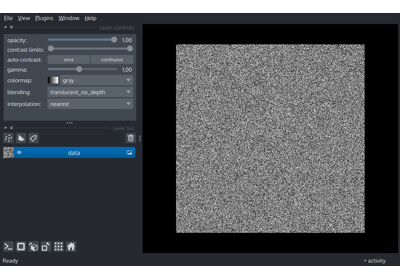 File View Plugins Window Help
layer controls
opacity: 1,00
contrast limits:
auto-contrast: once continuous
gamma: 1,00
colormap: gray
blending: translucent_no_depth
interpolation: nearest
layer list
data
Ready activity